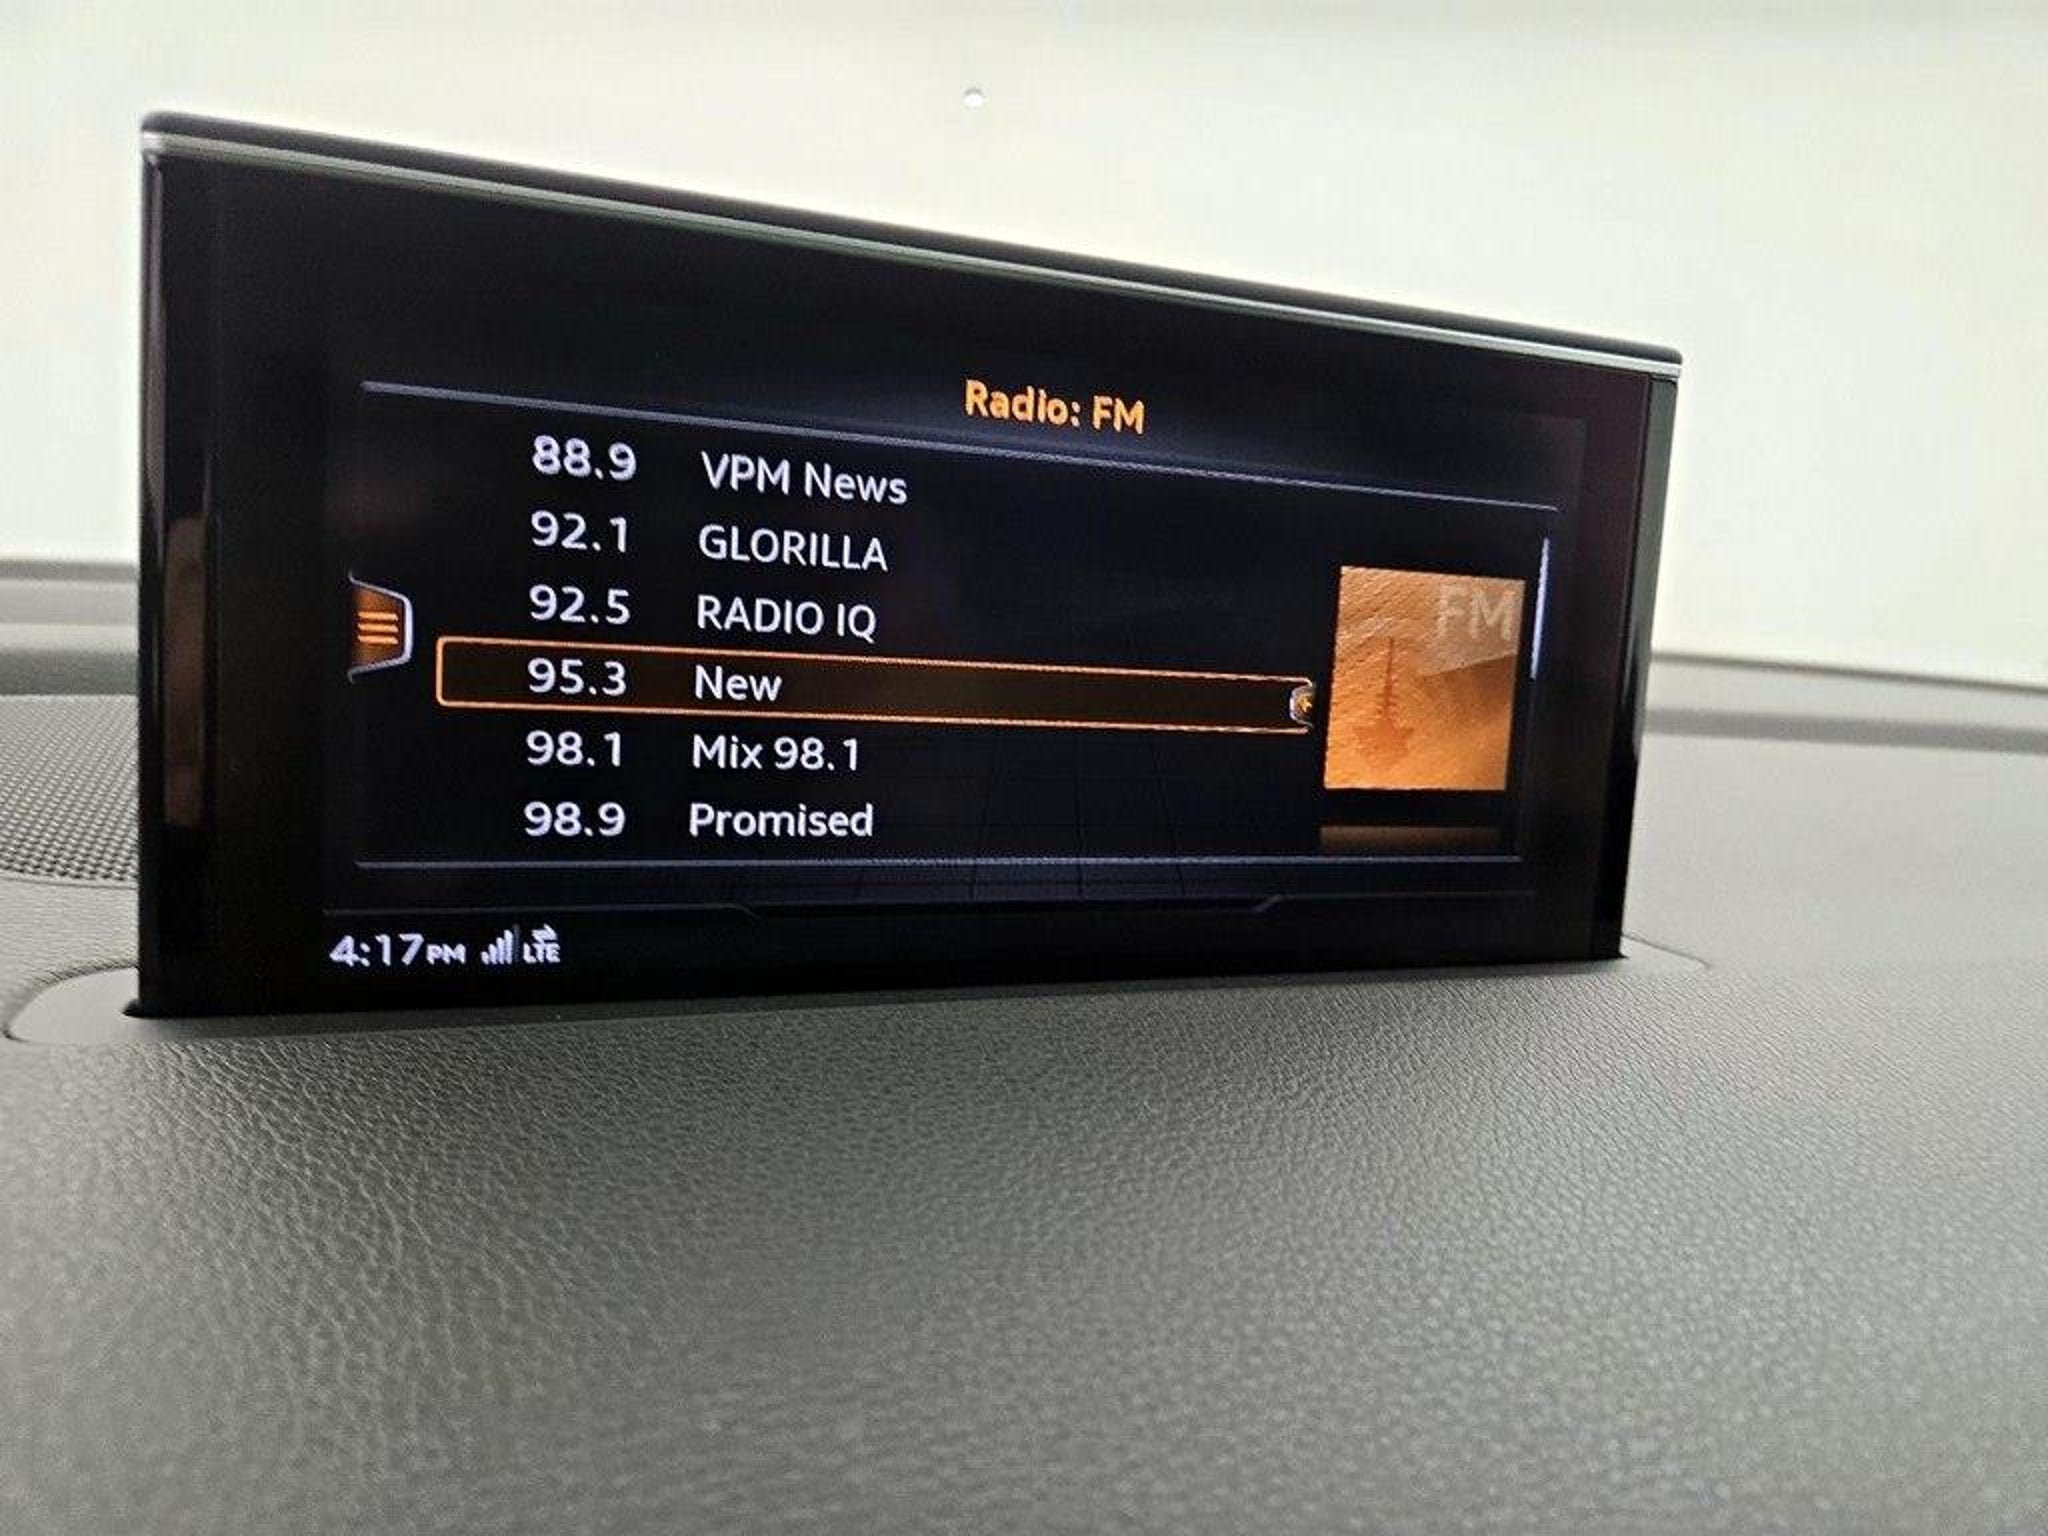 Radio: FM
88.9 VPM News
92.1 GLORILLA
92.5 RADIO IQ
95.3 New
98.1 Mix 98.1
98.9 Promised
FM
4:17PM LTE